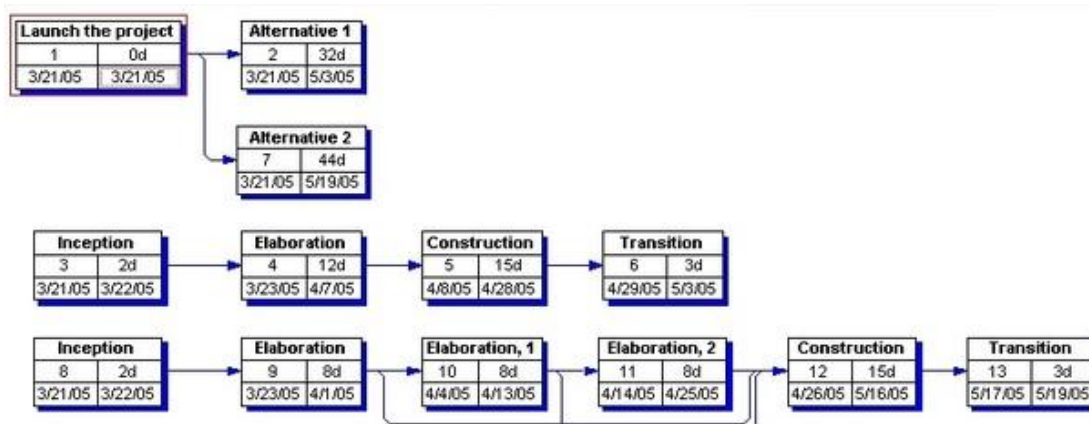 Launch the project
1 0d
3/21/05 3/21/05
Alternative 1
2 32d
3/21/05 5/3/05
Alternative 2
7 44d
3/21/05 5/19/05
Inception
3 2d
3/21/05 3/22/05
Elaboration
4 12d
3/23/05 4/7/05
Construction
5 15d
4/8/05 4/28/05
Transition
6 3d
4/29/05 5/3/05
Inception
8 2d
3/21/05 3/22/05
Elaboration
9 8d
3/23/05 4/1/05
Elaboration, 1
10 8d
4/4/05 4/13/05
Elaboration, 2
11 8d
4/14/05 4/25/05
Construction
12 15d
4/26/05 5/16/05
Transition
13 3d
5/17/05 5/19/05